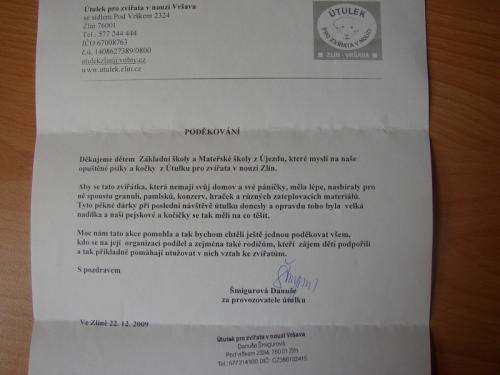 Útulek pro zvířata v nouzi Vršava
se sídlem Pod Vrškem 2324
Zlín 76001
Tel.: 577 244 444
IČO 67008763
č.ú. 1408627389/0800
utulekzlin@volny.cz
www.utulek.zlin.cz
ÚTULEK
PRO ZVÍŘATA V NOUZI
ZLÍN - VRŠAVA
PODĚKOVÁNÍ
Děkujeme dětem Základní školy a Mateřské školy z Újezdu, které myslí na naše
opuštěné psíky a kočky z Útulku pro zvířata v nouzi Zlín.
Aby se tato zvířátka, která nemají svůj domov a své páníčky, měla lépe, nasbíraly pro
ně spoustu granulí, pamlsků, konzerv, hraček a různých zateplovacích materiálů.
Tyto pěkné dárky při poslední návštěvě útulku donesly a opravdu toho byla velká
nadílka a naši pejskové a kočičky se tak měli na co těšit.
Moc nám tato akce pomohla a tak bychom chtěli ještě jednou poděkovat všem,
kdo se na její organizaci podílel a zejména také rodičům, kteří zájem dětí podpořili
a tak příkladně pomáhají utužovat v nich vztah ke zvířatům.
S pozdravem
Šmigurová Danuše
za provozovatele útulku
Ve Zlíně 22. 12. 2009
Útulek pro zvířata v nouzi Vršava
Danuše Šmigurová
Pod vrškem 2324, 760 01 Zlín
Tel.: 577214500 DIČ: CZ386102415